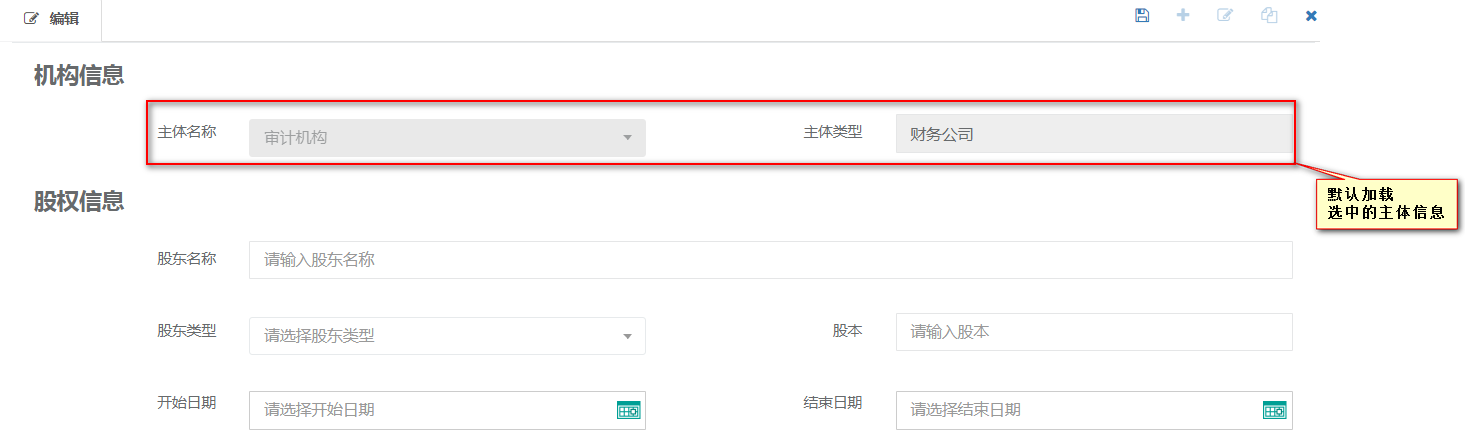 编辑
机构信息
主体名称 审计机构 主体类型 财务公司
默认加载
选中的主体信息
股权信息
股东名称 请输入股东名称
股东类型 请选择股东类型 股本 请输入股本
开始日期 请选择开始日期 结束日期 请选择结束日期